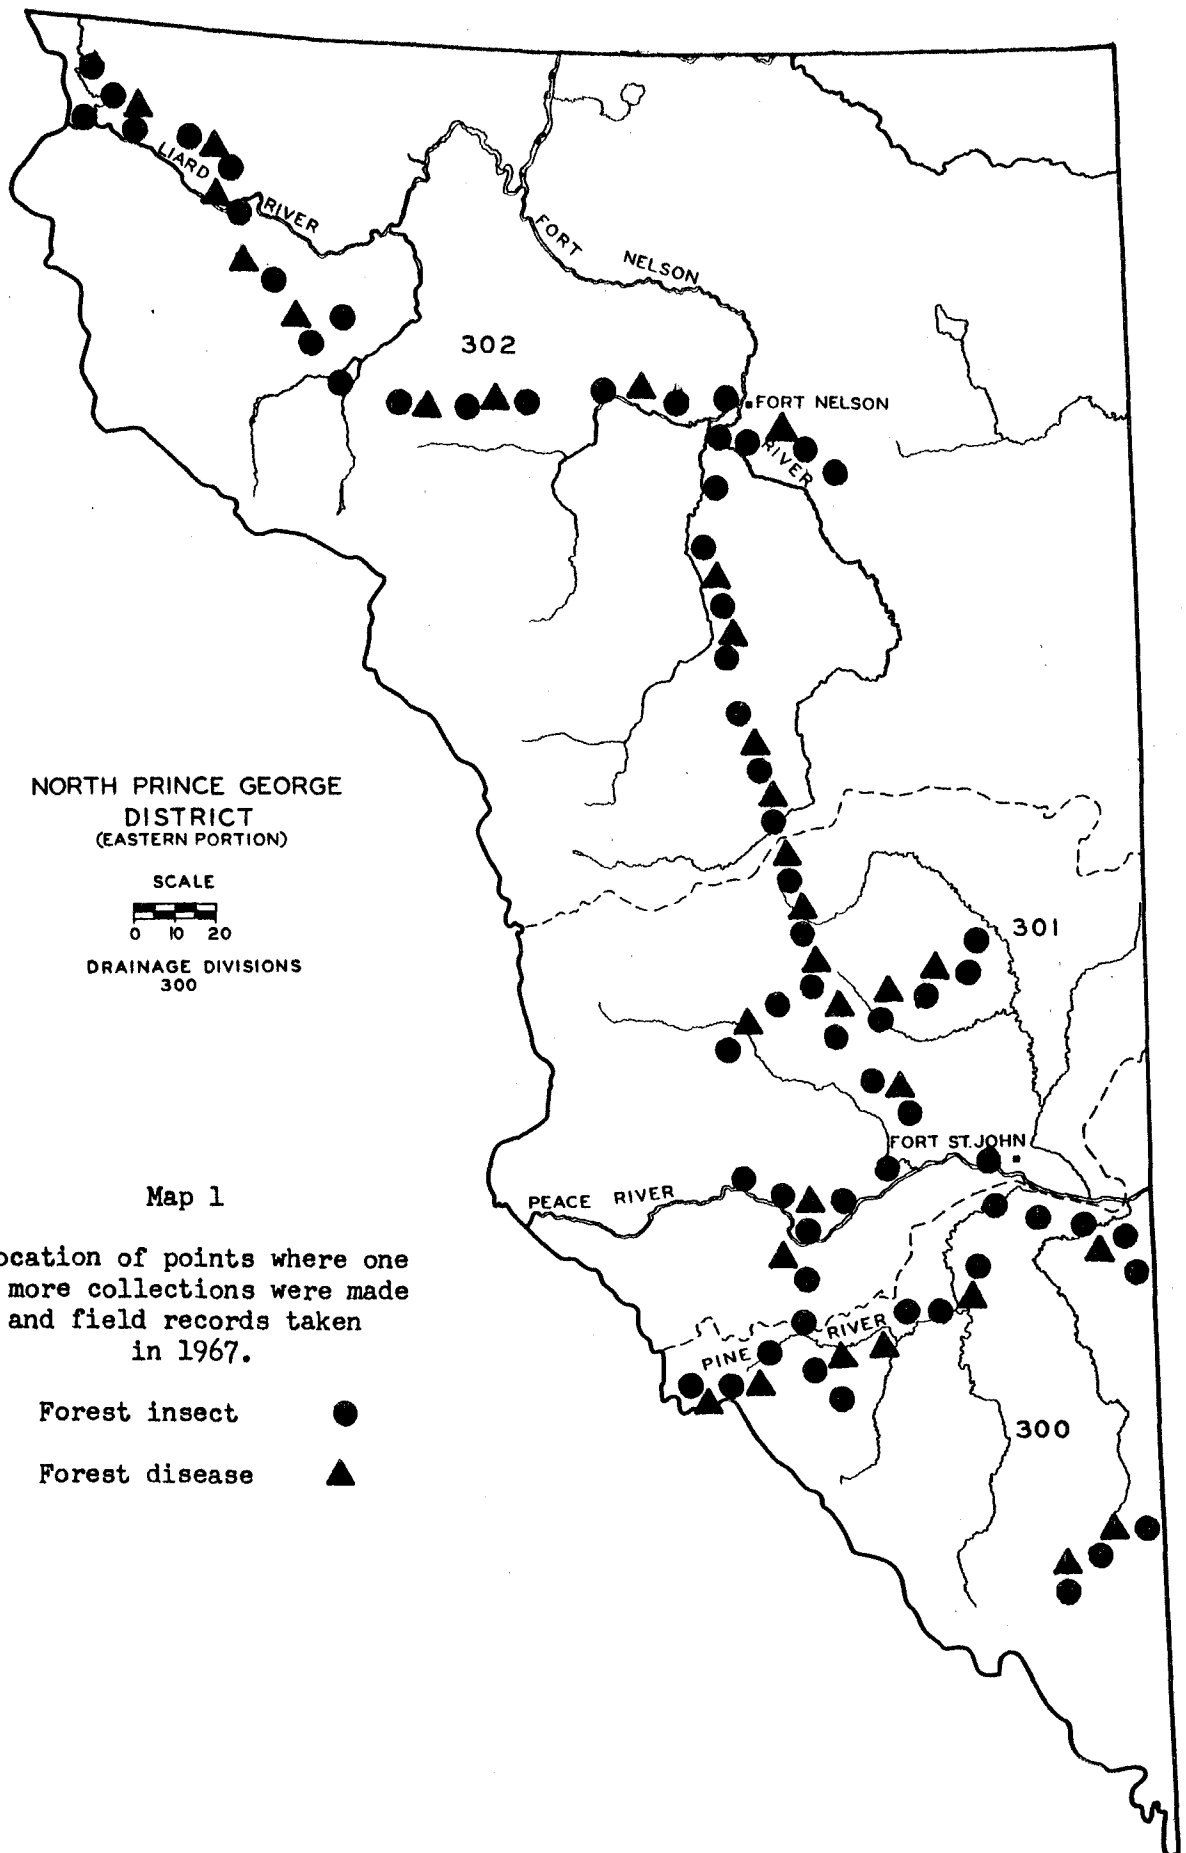 LIARD
RIVER
FORT NELSON
302
FORT NELSON
RIVER
NORTH PRINCE GEORGE
DISTRICT
(EASTERN PORTION)
SCALE
0 10 20
DRAINAGE DIVISIONS
300
301
FORT ST. JOHN
PEACE RIVER
Map 1
ocation of points where one
more collections were made
and field records taken
in 1967.
PINE RIVER
Forest insect
Forest disease
300